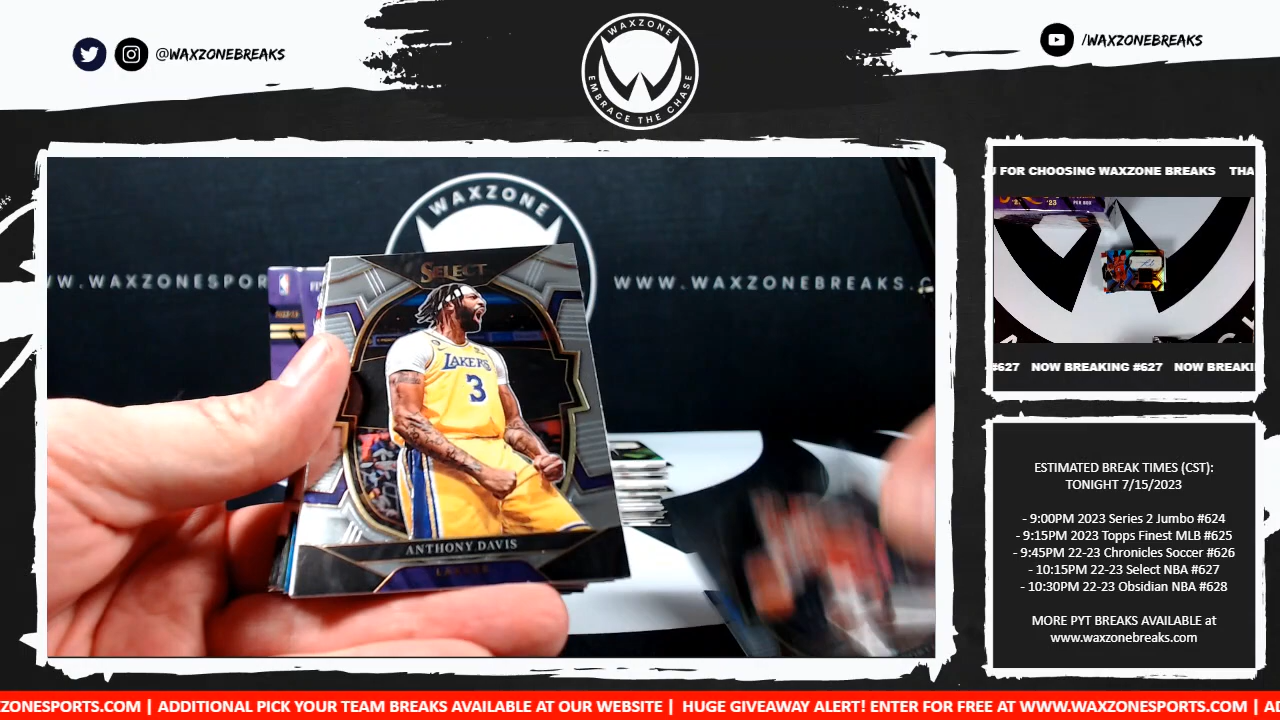 @WAXZONEBREAKS
WAXZONE
EMBRACE THE CHASE
/WAXZONEBREAKS
FOR CHOOSING WAXZONE BREAKS THA
'23
PER BOX
#627 NOW BREAKING #627 NOW BREAKI
WAXZONE
WWW.WAXZONEBREAKS.
WW.WAXZONESPOR
SELECT
LAKERS
3
ANTHONY DAVIS
ESTIMATED BREAK TIMES (CST):
TONIGHT 7/15/2023
- 9:00PM 2023 Series 2 Jumbo #624
- 9:15PM 2023 Topps Finest MLB #625
- 9:45PM 22-23 Chronicles Soccer #626
- 10:15PM 22-23 Select NBA #627
- 10:30PM 22-23 Obsidian NBA #628
MORE PYT BREAKS AVAILABLE at
www.waxzonebreaks.com
ZONESPORTS.COM | ADDITIONAL PICK YOUR TEAM BREAKS AVAILABLE AT OUR WEBSITE | HUGE GIVEAWAY ALERT! ENTER FOR FREE AT WWW.WAXZONESPORTS.COM | AD